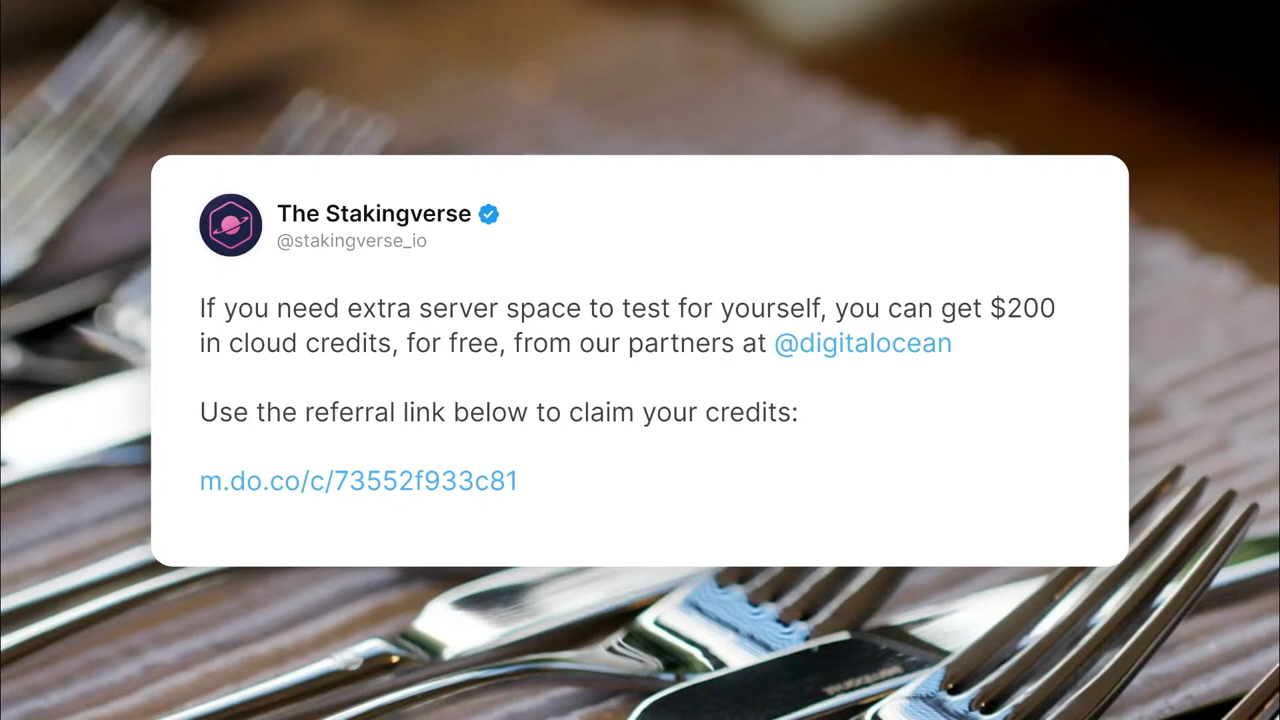 The Stakingverse
@stakingverse_io
If you need extra server space to test for yourself, you can get $200
in cloud credits, for free, from our partners at @digitalocean
Use the referral link below to claim your credits:
m.do.co/c/73552f933c81